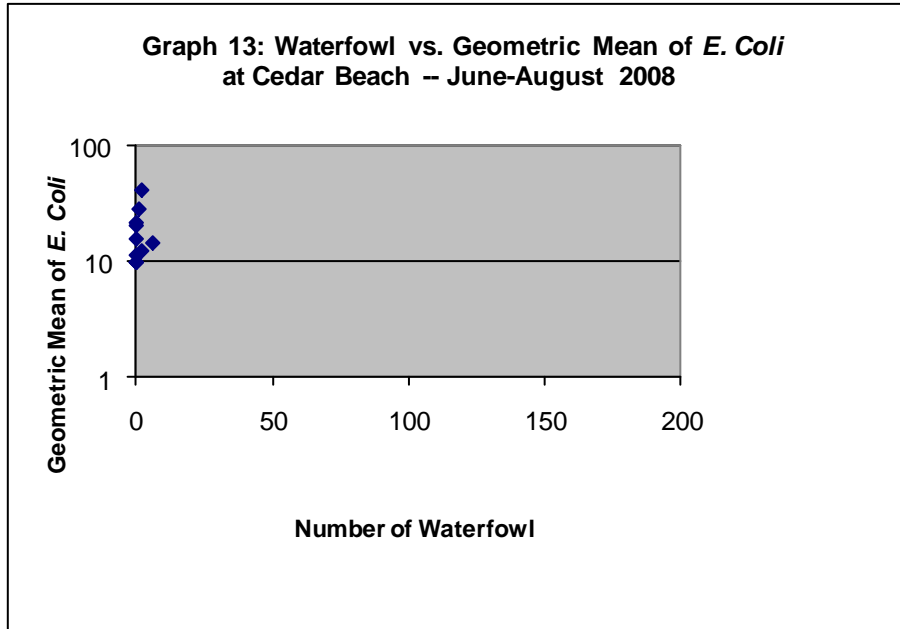 Graph 13: Waterfowl vs. Geometric Mean of E. Coli
at Cedar Beach -- June-August 2008
Geometric Mean of E. Coli
100
10
1
0 50 100 150 200
Number of Waterfowl